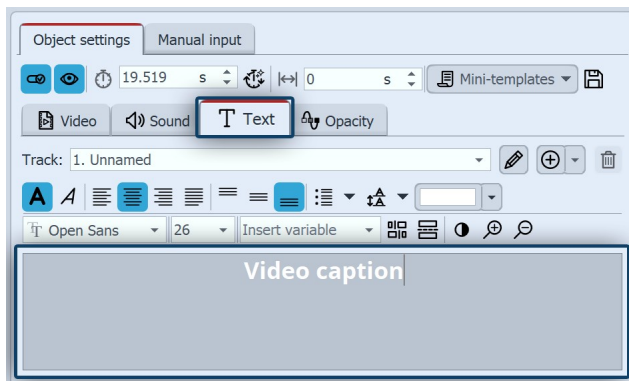 Object settings Manual input
19.519 s 0 s Mini-templates
Video Sound T Text Opacity
Track: 1. Unnamed
A A
Open Sans 26 Insert variable
Video caption